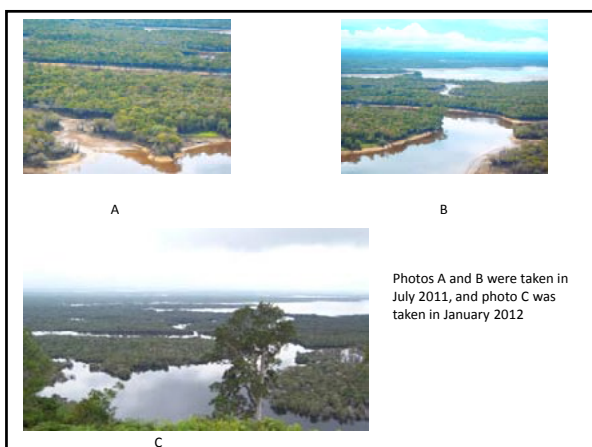 A
B
Photos A and B were taken in
July 2011, and photo C was
taken in January 2012
C